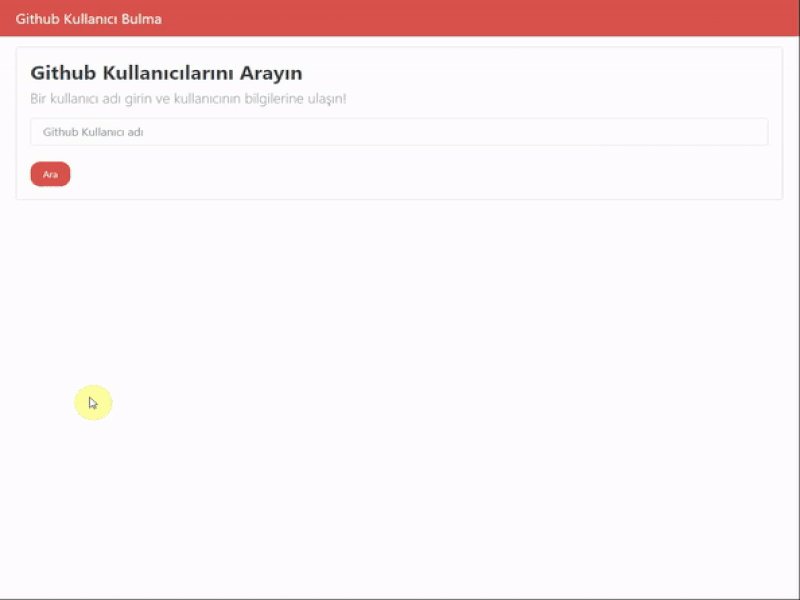 Github Kullanıcı Bulma
Github Kullanıcılarını Arayın
Bir kullanıcı adı girin ve kullanıcının bilgilerine ulaşın!
Github Kullanıcı adı
Ara